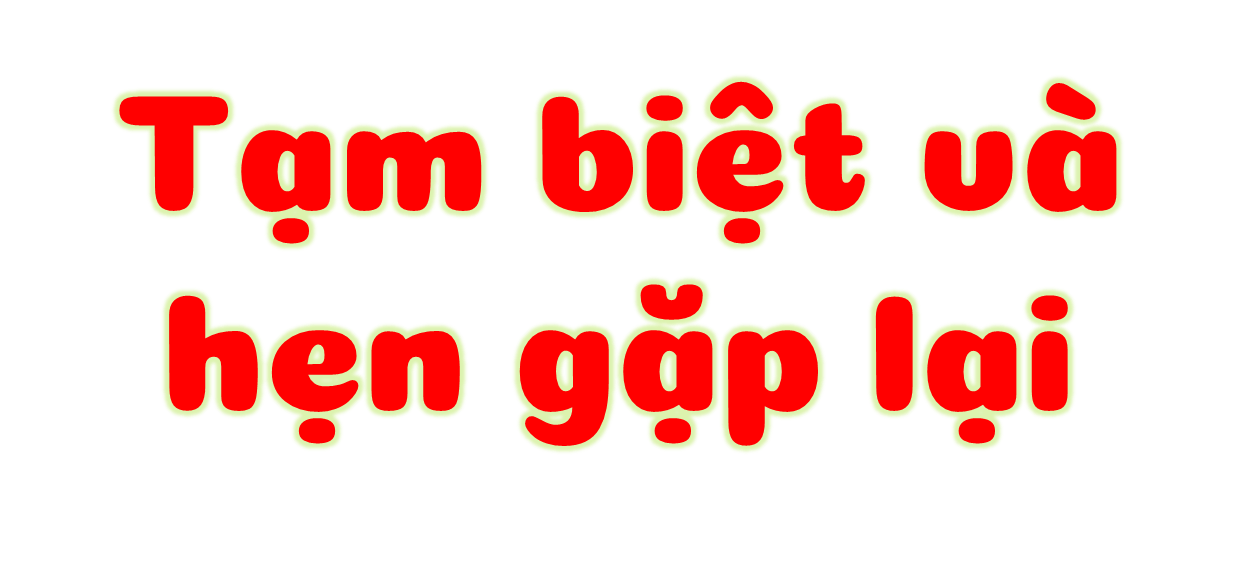 Tạm biệt và
hẹn gặp lại